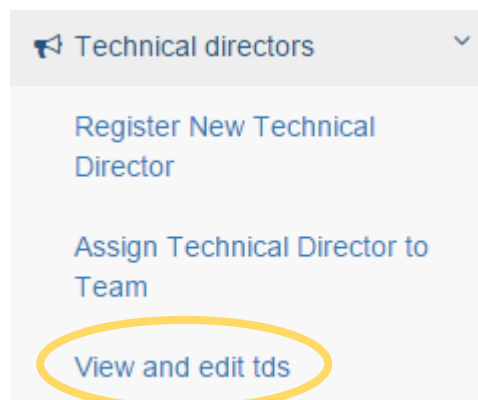 Technical directors
Register New Technical
Director
Assign Technical Director to
Team
View and edit tds